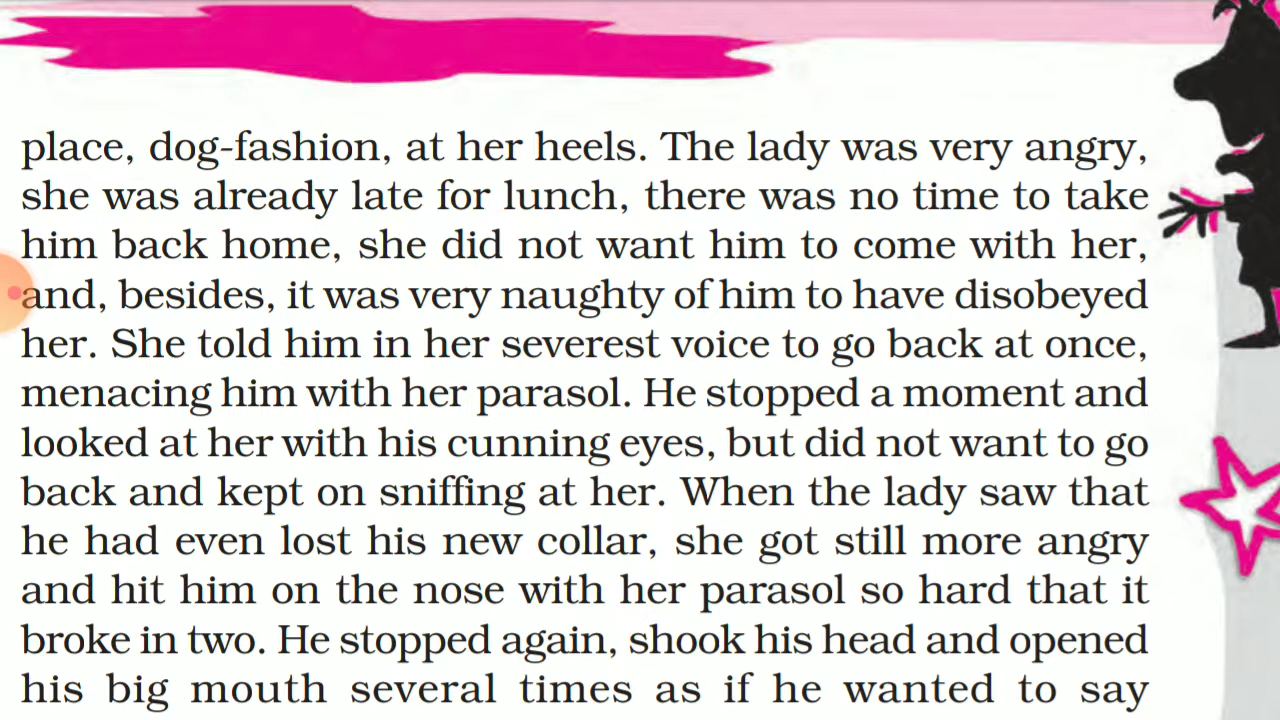 place, dog-fashion, at her heels. The lady was very angry,
she was already late for lunch, there was no time to take
him back home, she did not want him to come with her,
and, besides, it was very naughty of him to have disobeyed
her. She told him in her severest voice to go back at once,
menacing him with her parasol. He stopped a moment and
looked at her with his cunning eyes, but did not want to go
back and kept on sniffing at her. When the lady saw that
he had even lost his new collar, she got still more angry
and hit him on the nose with her parasol so hard that it
broke in two. He stopped again, shook his head and opened
his big mouth several times as if he wanted to say